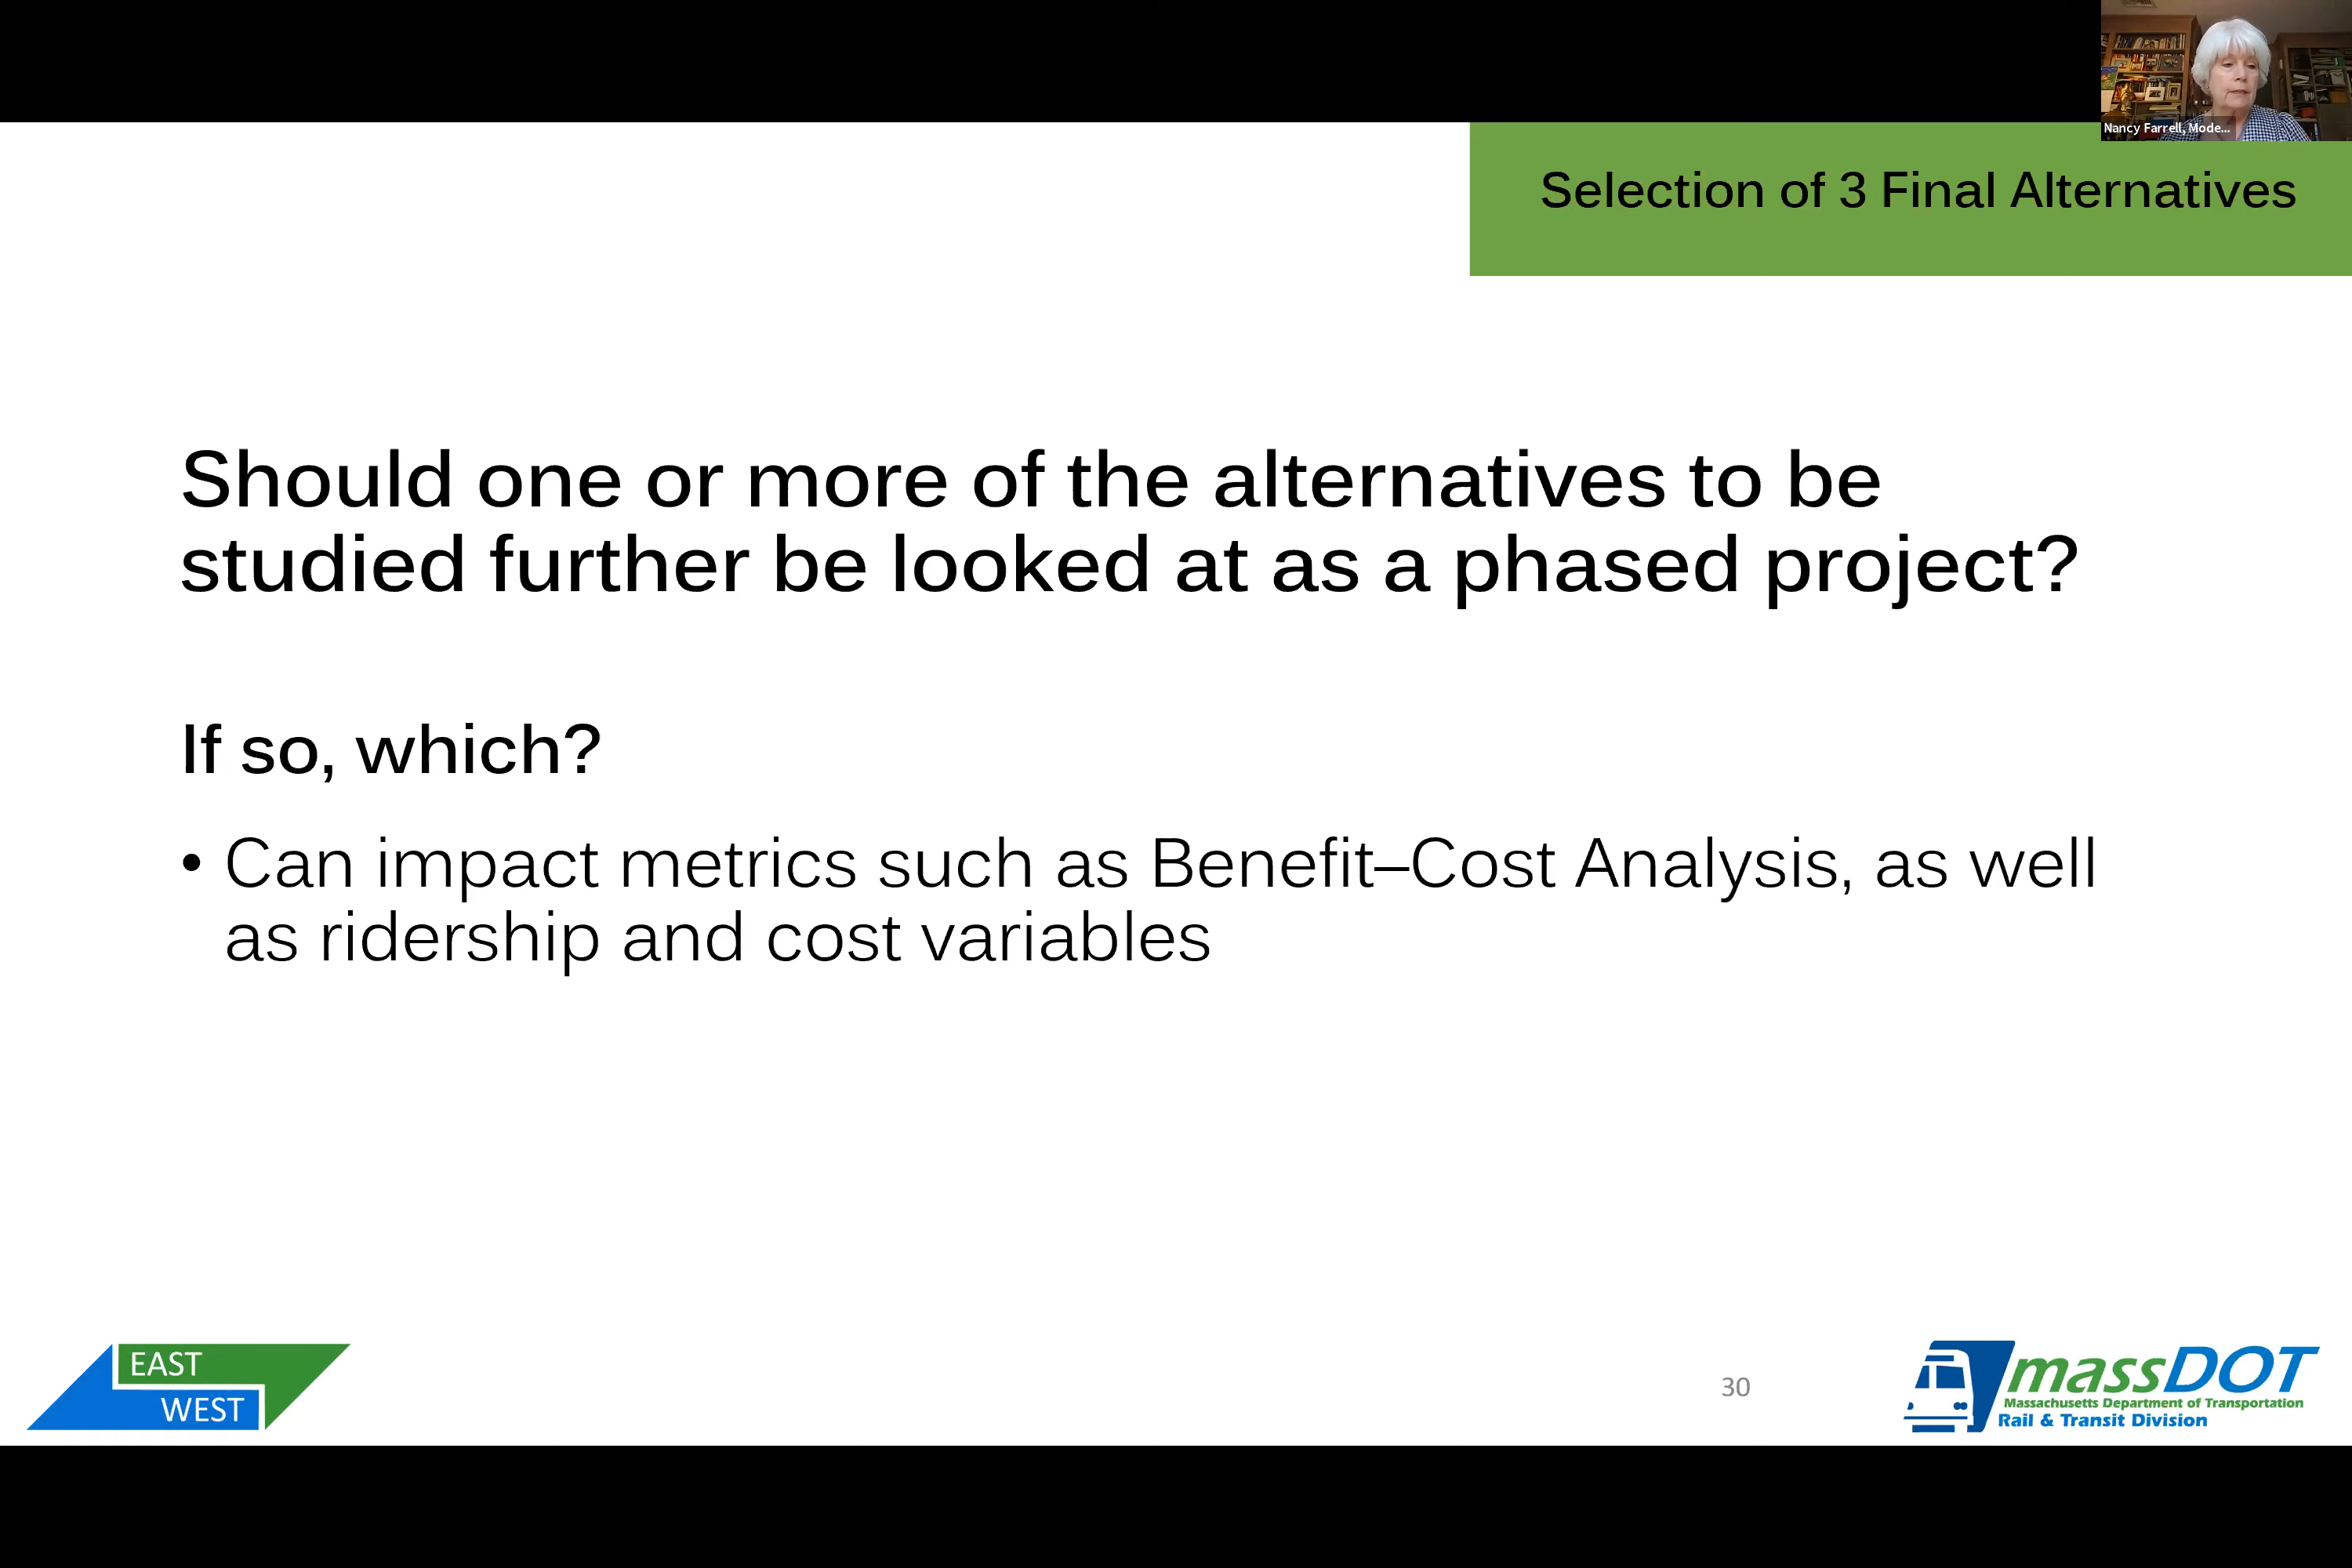 Nancy Farrell, Mode...
Selection of 3 Final Alternatives
Should one or more of the alternatives to be
studied further be looked at as a phased project?
If so, which?
• Can impact metrics such as Benefit–Cost Analysis, as well
as ridership and cost variables
EAST
WEST
30
massDOT
Massachusetts Department of Transportation
Rail & Transit Division